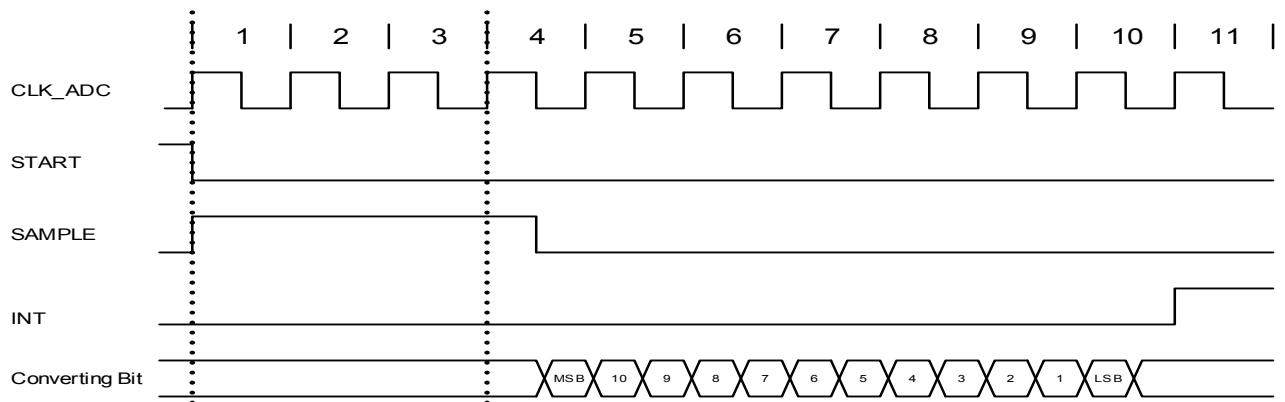 1 2 3 4 5 6 7 8 9 10 11
CLK_ADC
START
SAMPLE
INT
Converting Bit MSB 10 9 8 7 6 5 4 3 2 1 LSB